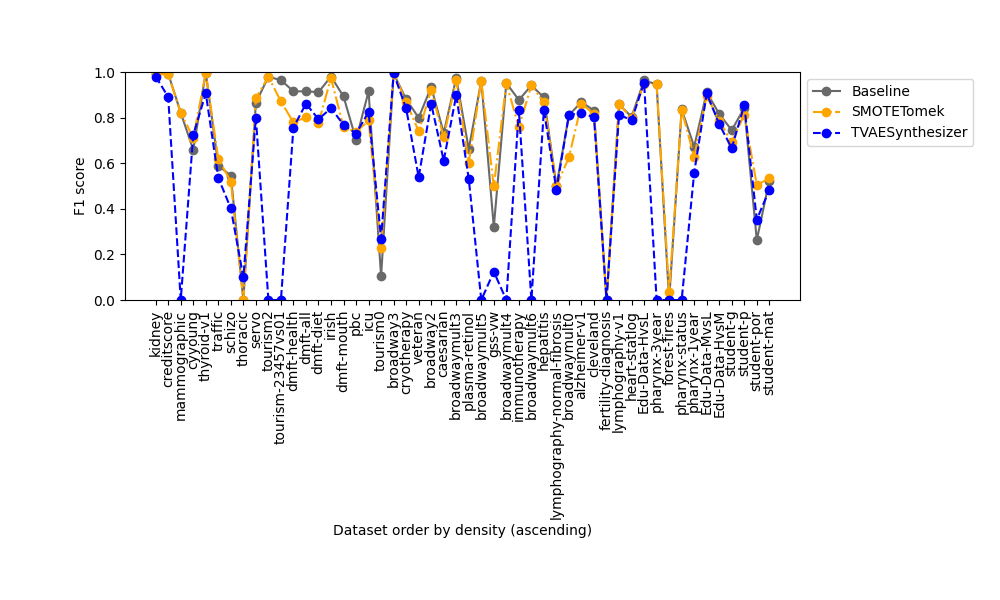 1.0
0.8
0.6
0.4
0.2
0.0
F1 score
Baseline
SMOTETomek
TVAESynthesizer
kidney
creditscore
mammographic
cyyoung
thyroid-v1
traffic
schizo
thoracic
servo
tourism2
tourism-23457vs01
dmft-health
dmft-all
dmft-diet
irish
dmft-mouth
pbc
icu
tourism0
broadway3
cryotherapy
veteran
broadway2
caesarian
broadwaymult3
plasma-retinol
broadwaymult5
gss-vw
broadwaymult4
immunotherapy
broadwaymult6
hepatitis
lymphography-normal-fibrosis
broadwaymult0
alzheimer-v1
cleveland
fertility-diagnosis
lymphography-v1
heart-statlog
Edu-Data-HvsL
pharynx-3year
forest-fires
pharynx-status
pharynx-1year
Edu-Data-MvsL
Edu-Data-HvsM
student-g
student-p
student-por
student-mat
Dataset order by density (ascending)